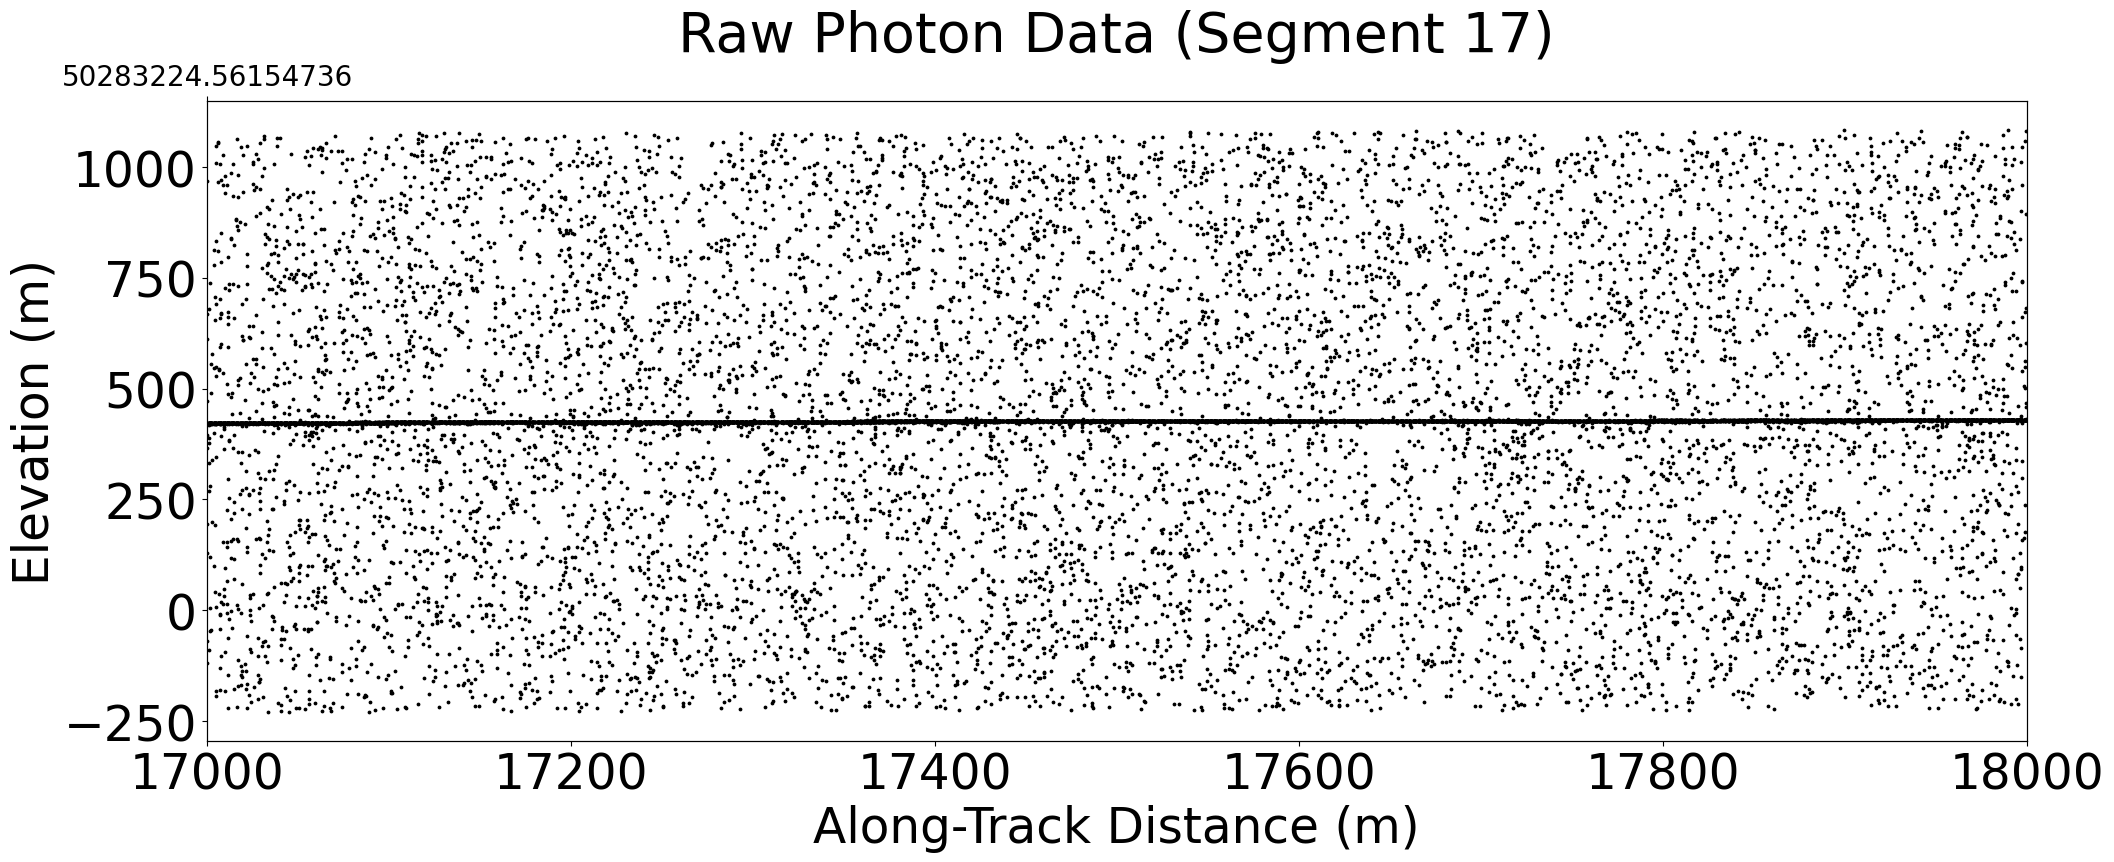 Raw Photon Data (Segment 17)
50283224.56154736
1000
750
500
250
0
−250
Elevation (m)
17000 17200 17400 17600 17800 18000
Along-Track Distance (m)